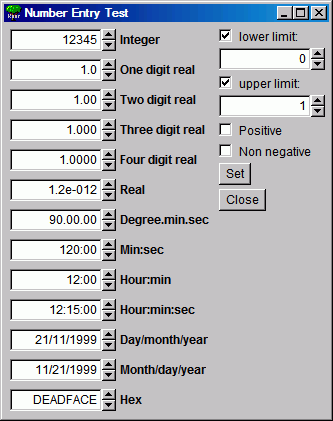 Number Entry Test
12345 Integer
1.0 One digit real
1.00 Two digit real
1.000 Three digit real
1.0000 Four digit real
1.2e-012 Real
90.00.00 Degree.min.sec
120:00 Min:sec
12:00 Hour:min
12:15:00 Hour:min:sec
21/11/1999 Day/month/year
11/21/1999 Month/day/year
DEADFACE Hex
lower limit:
0
upper limit:
1
Positive
Non negative
Set
Close